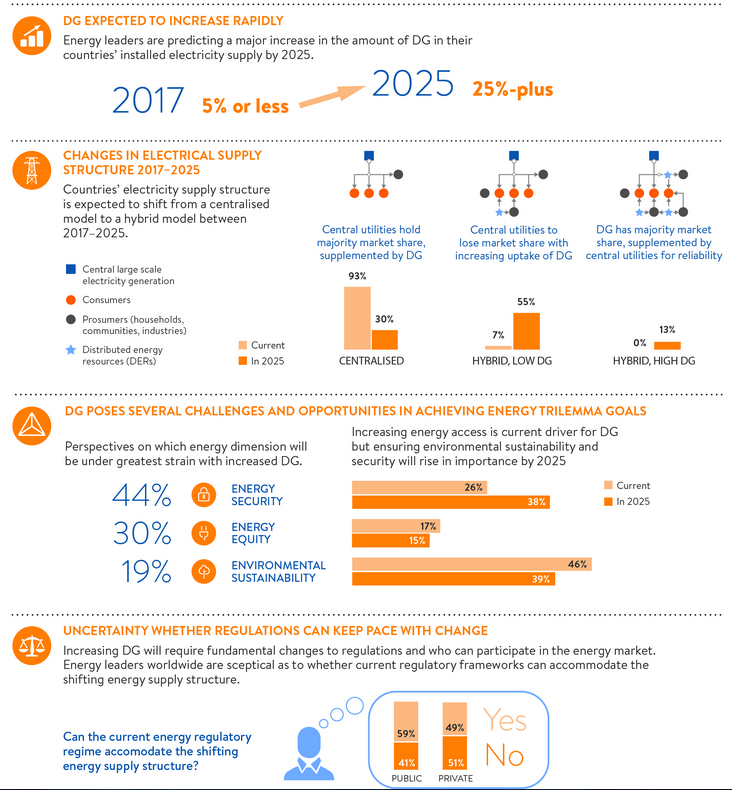 DG EXPECTED TO INCREASE RAPIDLY
Energy leaders are predicting a major increase in the amount of DG in their
countries' installed electricity supply by 2025.
2017 5% or less 2025 25%-plus
CHANGES IN ELECTRICAL SUPPLY
STRUCTURE 2017–2025
Countries' electricity supply structure
is expected to shift from a centralised
model to a hybrid model between
2017–2025.
Central large scale
electricity generation
Consumers
Prosumers (households,
communities, industries)
Distributed energy
resources (DERs)
Current
In 2025
Central utilities hold
majority market share,
supplemented by DG
93%
30%
CENTRALISED
Central utilities to
lose market share with
increasing uptake of DG
7%
55%
HYBRID, LOW DG
DG has majority market
share, supplemented by
central utilities for reliability
0%
13%
HYBRID, HIGH DG
DG POSES SEVERAL CHALLENGES AND OPPORTUNITIES IN ACHIEVING ENERGY TRILEMMA GOALS
Perspectives on which energy dimension will
be under greatest strain with increased DG.
44% ENERGY
SECURITY
30% ENERGY
EQUITY
19% ENVIRONMENTAL
SUSTAINABILITY
Increasing energy access is current driver for DG
but ensuring environmental sustainability and
security will rise in importance by 2025
Current
In 2025
26%
38%
17%
15%
46%
39%
UNCERTAINTY WHETHER REGULATIONS CAN KEEP PACE WITH CHANGE
Increasing DG will require fundamental changes to regulations and who can participate in the energy market.
Energy leaders worldwide are sceptical as to whether current regulatory frameworks can accommodate the
shifting energy supply structure.
Can the current energy regulatory
regime accomodate the shifting
energy supply structure?
59% 49% Yes
41% 51% No
PUBLIC PRIVATE